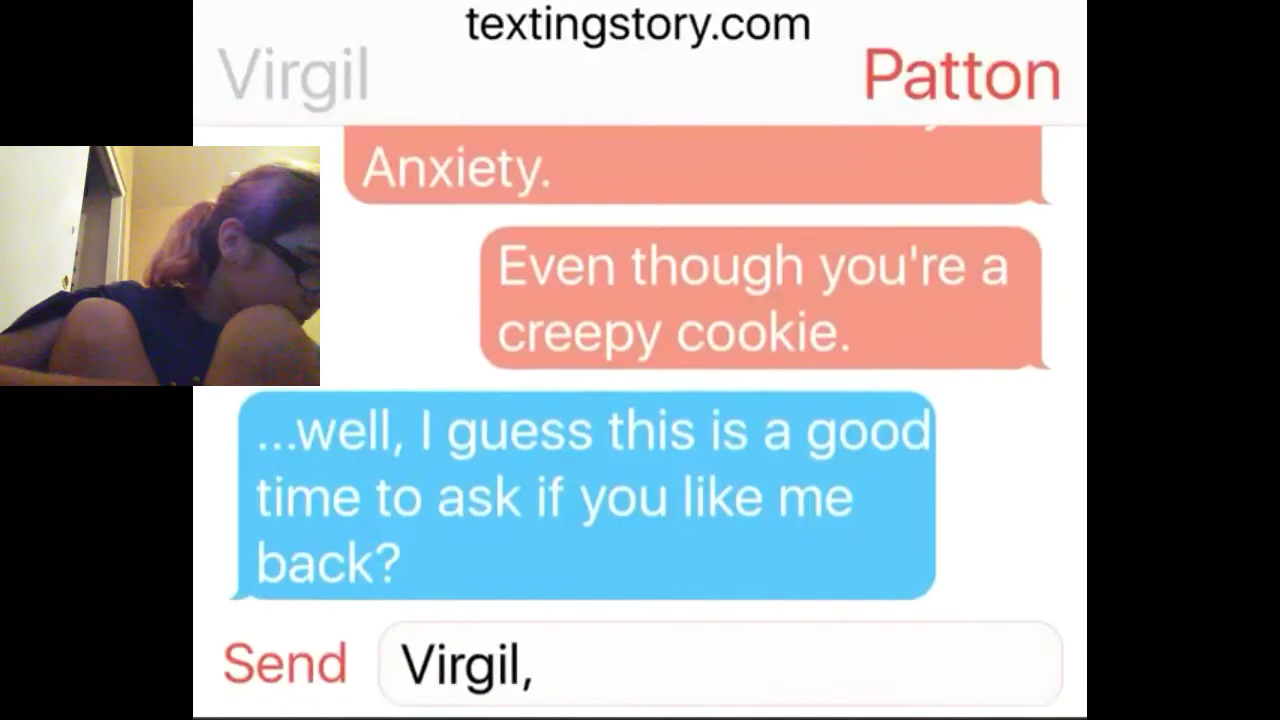 textingstory.com
Virgil
Patton
Anxiety.
Even though you're a
creepy cookie.
...well, I guess this is a good
time to ask if you like me
back?
Send
Virgil,